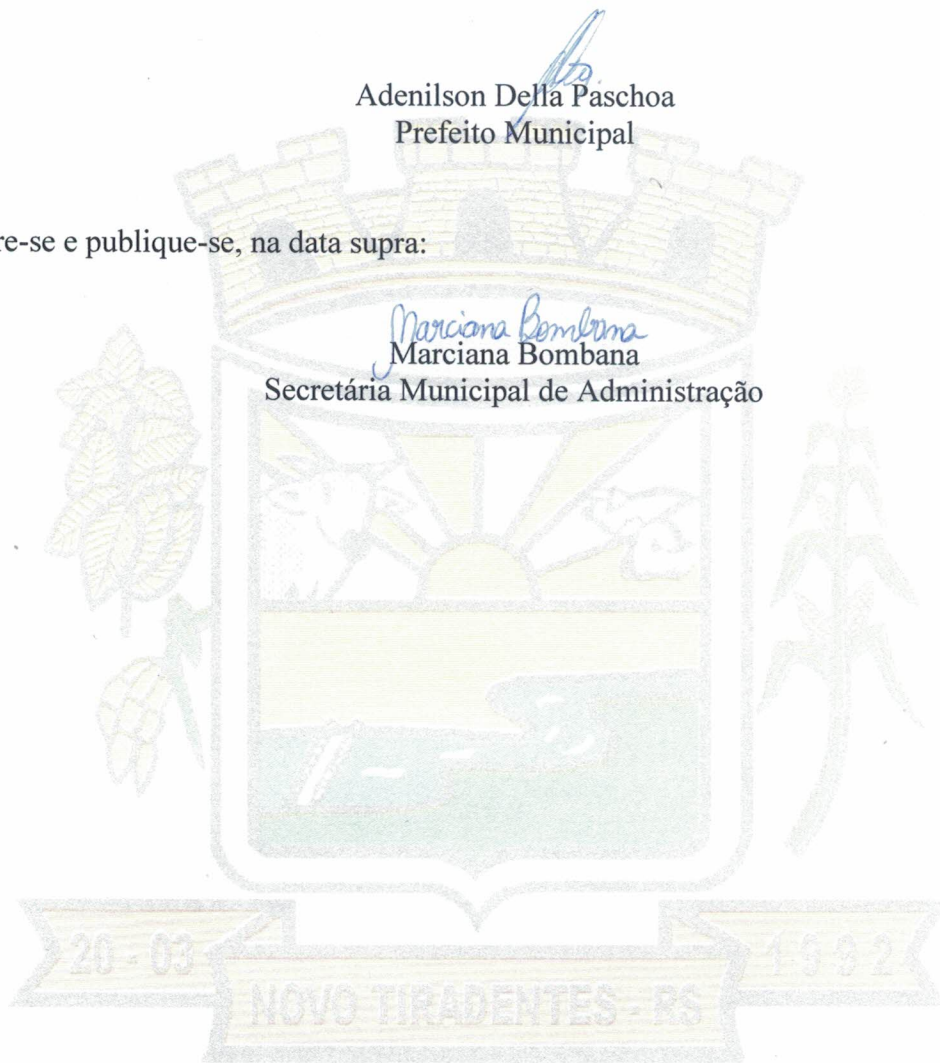 Adenilson Della Paschoa
Prefeito Municipal
re-se e publique-se, na data supra:
Marciana Bombana
Marciana Bombana
Secretária Municipal de Administração
20 - 03
1992
NOVO TIRADENTES - RS